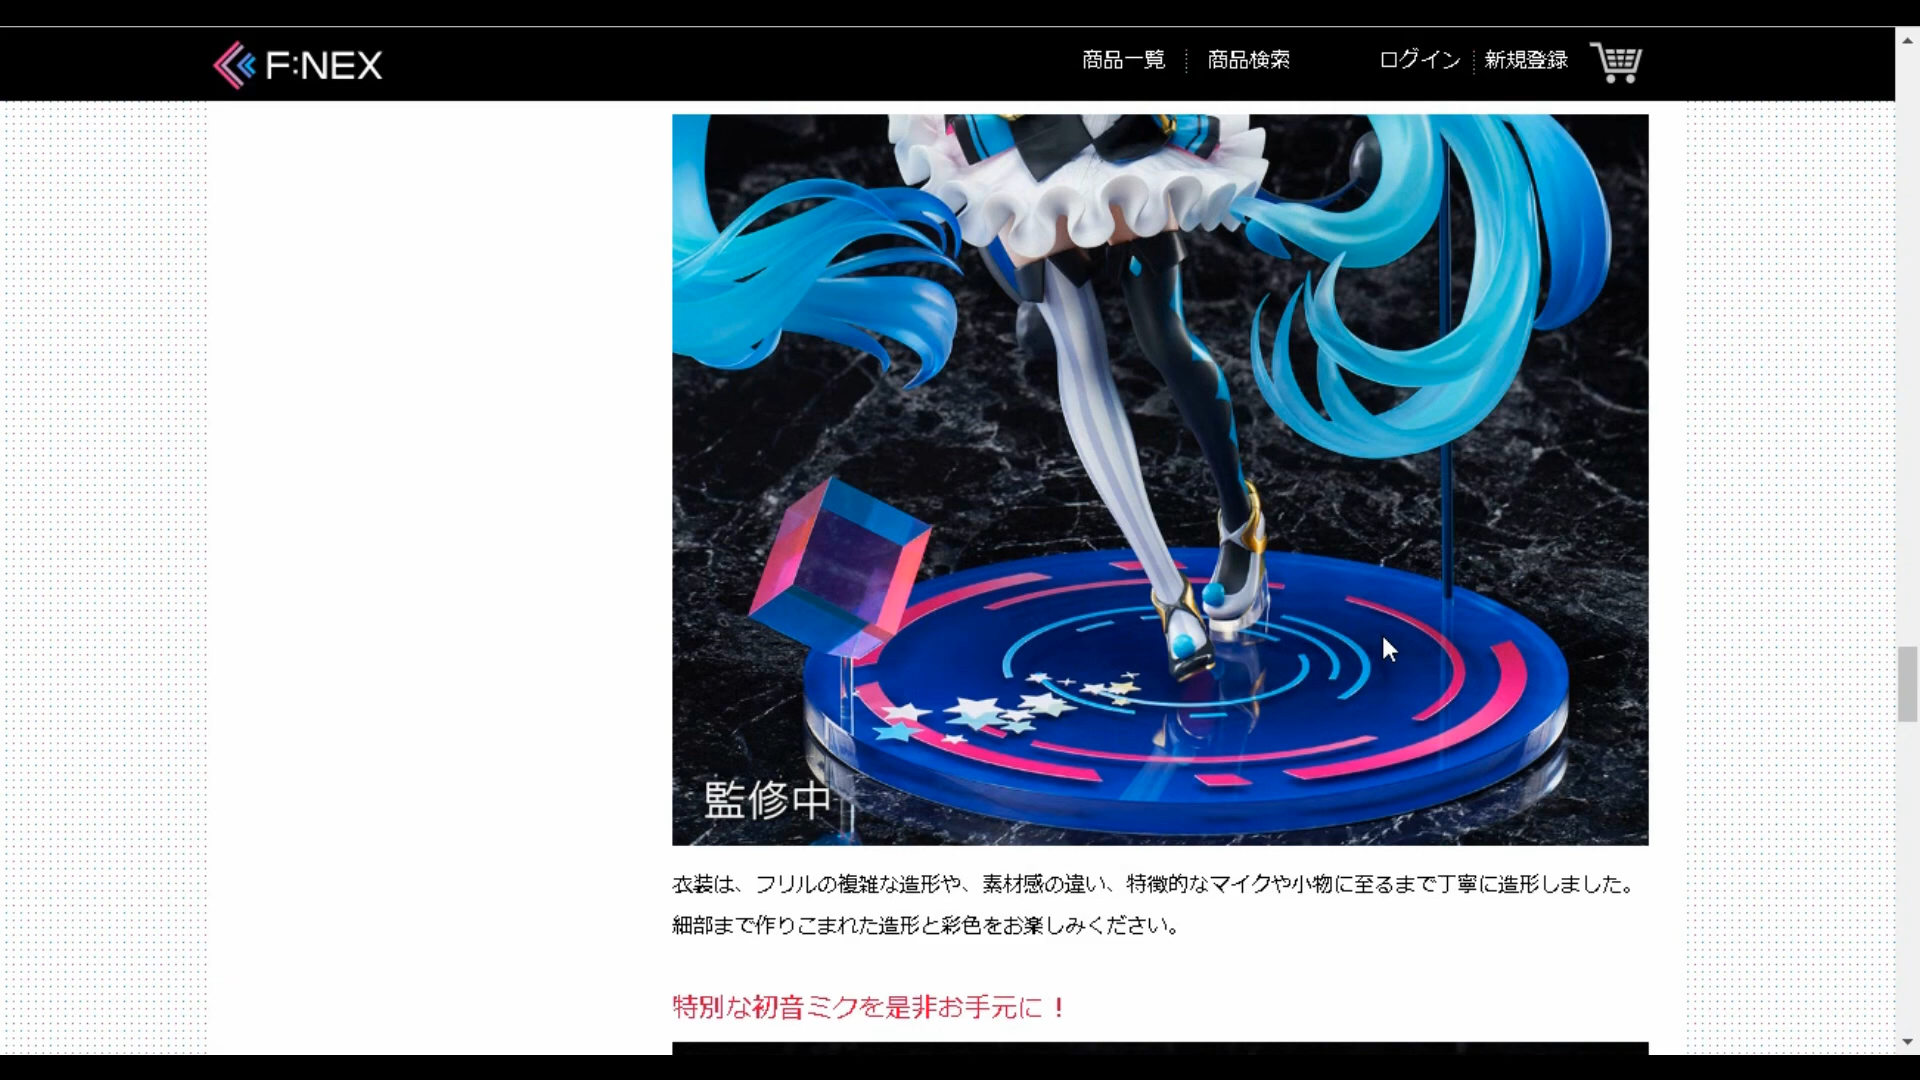 F:NEX
商品一覧
商品検索
ログイン
新規登録
監修中
衣装は、フリルの複雑な造形や、素材感の違い、特徴的なマイクや小物に至るまで丁寧に造形しました。
細部まで作りこまれた造形と彩色をお楽しみください。
特別な初音ミクを是非お手元に！